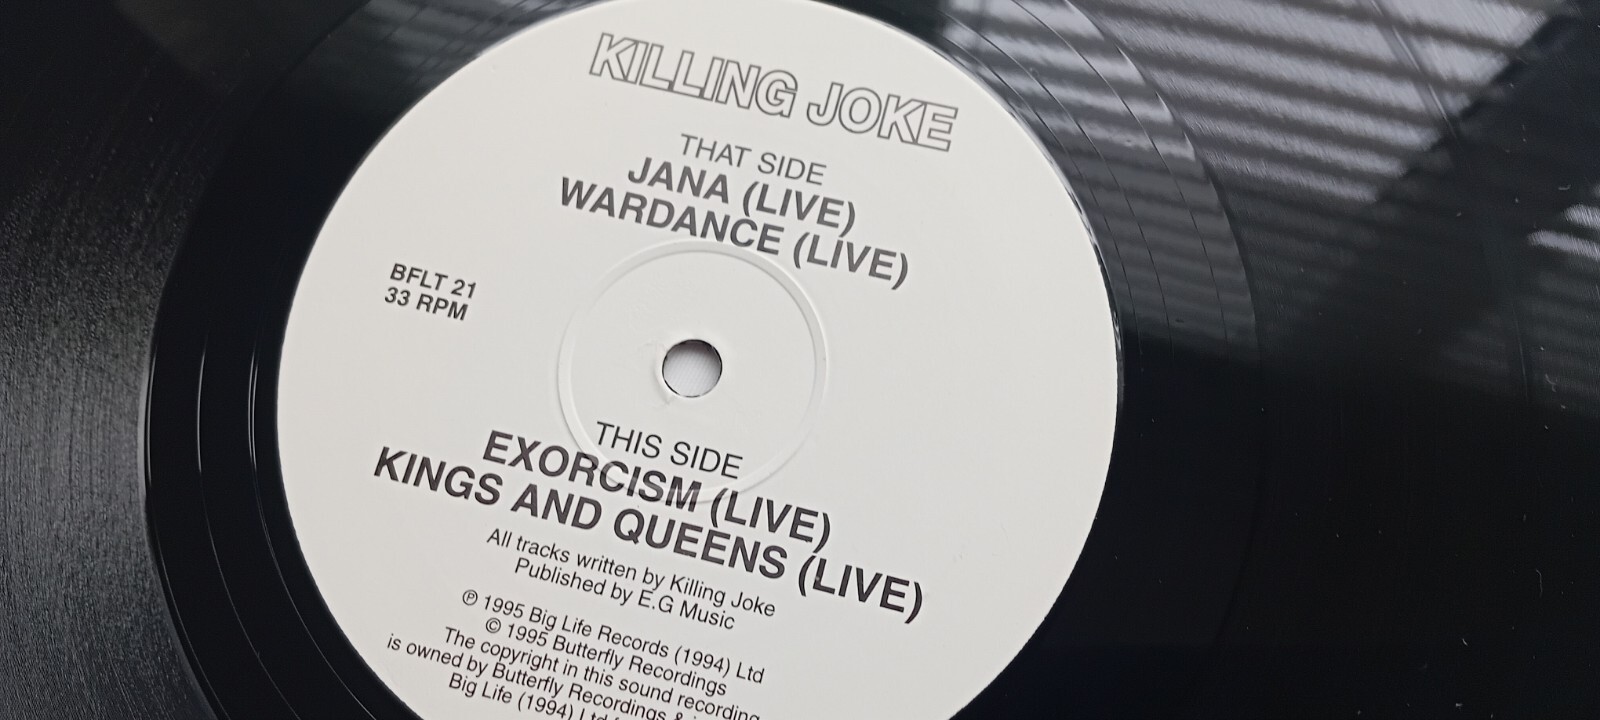 KILLING JOKE
THAT SIDE
JANA (LIVE)
WARDANCE (LIVE)
BFLT 21
33 RPM
THIS SIDE
EXORCISM (LIVE)
KINGS AND QUEENS (LIVE)
All tracks written by Killing Joke
Published by E.G Music
℗ 1995 Big Life Records (1994) Ltd
© 1995 Butterfly Recordings
The copyright in this sound recording
is owned by Butterfly Recordings &
Big Life (1994) Ltd